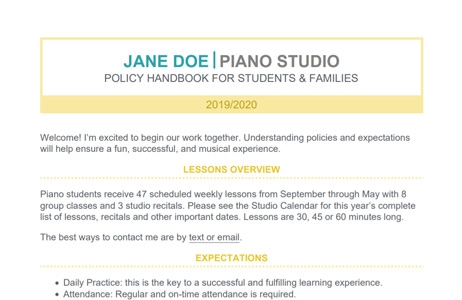 JANE DOE | PIANO STUDIO
POLICY HANDBOOK FOR STUDENTS & FAMILIES
2019/2020
Welcome! I'm excited to begin our work together. Understanding policies and expectations
will help ensure a fun, successful, and musical experience.
LESSONS OVERVIEW
Piano students receive 47 scheduled weekly lessons from September through May with 8
group classes and 3 studio recitals. Please see the Studio Calendar for this year's complete
list of lessons, recitals and other important dates. Lessons are 30, 45 or 60 minutes long.
The best ways to contact me are by text or email.
EXPECTATIONS
• Daily Practice: this is the key to a successful and fulfilling learning experience.
• Attendance: Regular and on-time attendance is required.